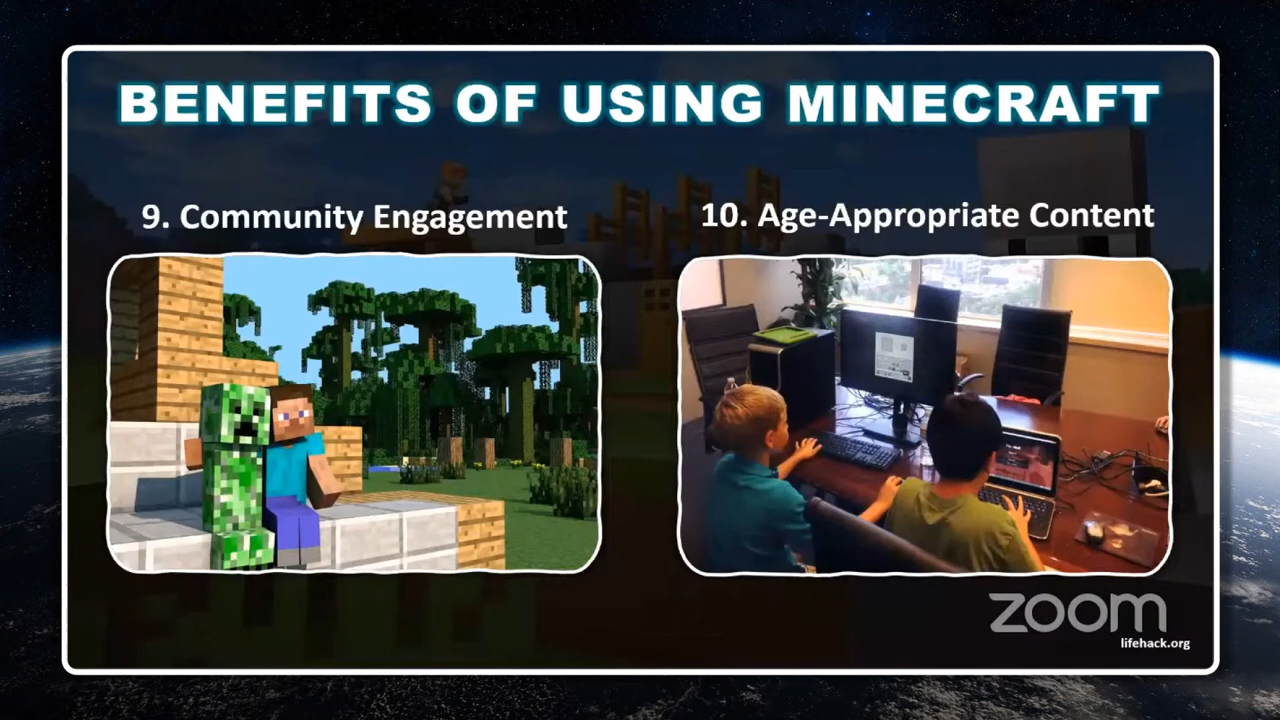 BENEFITS OF USING MINECRAFT
9. Community Engagement
10. Age-Appropriate Content
zoom
lifehack.org